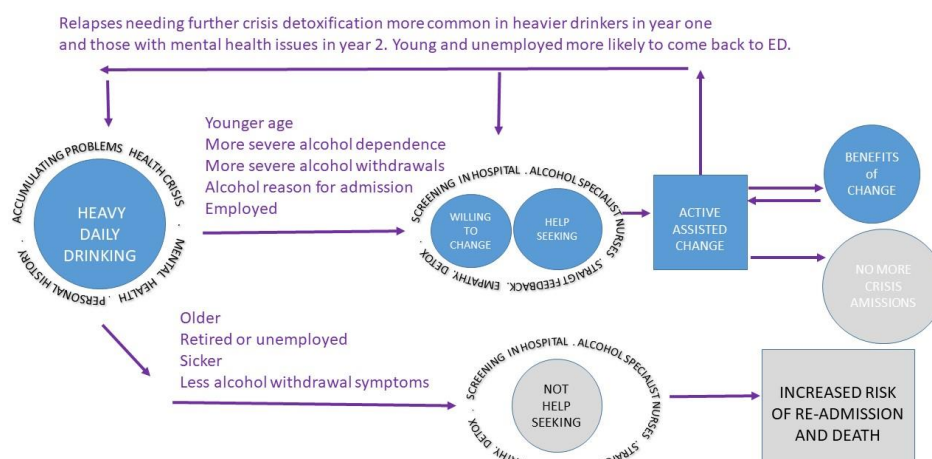 Relapses needing further crisis detoxification more common in heavier drinkers in year one
and those with mental health issues in year 2. Young and unemployed more likely to come back to ED.
Younger age
More severe alcohol dependence
More severe alcohol withdrawals
Alcohol reason for admission
Employed
ACCUMULATING PROBLEMS HEALTH CRISIS . MENTAL HEALTH . PERSONAL HISTORY .
HEAVY
DAILY
DRINKING
SCREENING IN HOSPITAL . ALCOHOL SPECIALIST NURSES. STRAIGT FEEDBACK. EMPATHY. DETOX .
WILLING
TO
CHANGE
HELP
SEEKING
ACTIVE
ASSISTED
CHANGE
BENEFITS
of
CHANGE
NO MORE
CRISIS
AMISSIONS
Older
Retired or unemployed
Sicker
Less alcohol withdrawal symptoms
SCREENING IN HOSPITAL . ALCOHOL SPECIALIST NURSES . DETOX .
NOT
HELP
SEEKING
INCREASED RISK
OF RE-ADMISSION
AND DEATH